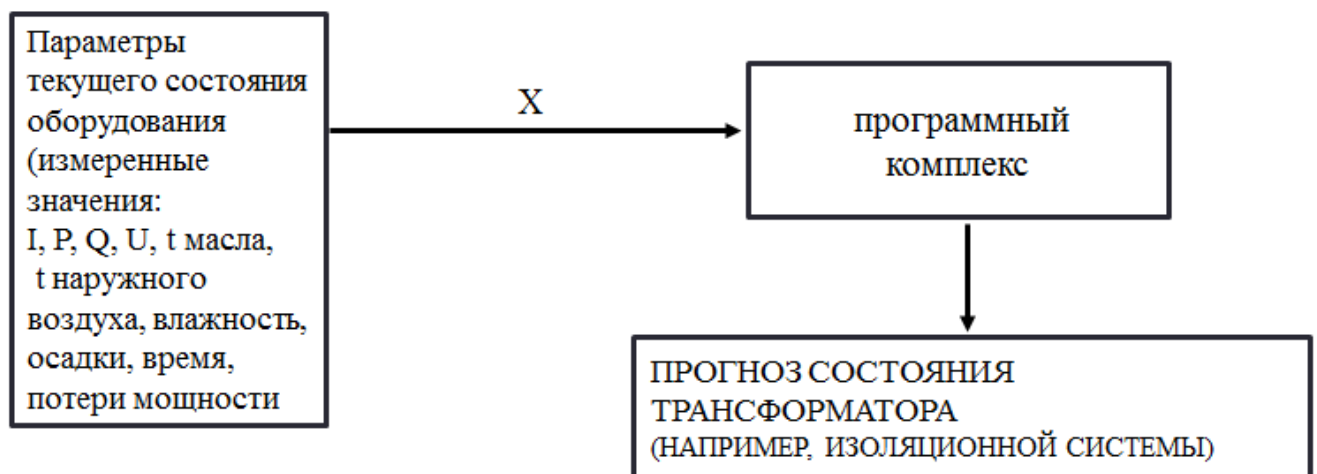 Параметры
текущего состояния
оборудования
(измеренные
значения:
I, P, Q, U, t масла,
t наружного
воздуха, влажность,
осадки, время,
потери мощности
X
программный
комплекс
ПРОГНОЗ СОСТОЯНИЯ
ТРАНСФОРМАТОРА
(НАПРИМЕР, ИЗОЛЯЦИОННОЙ СИСТЕМЫ)